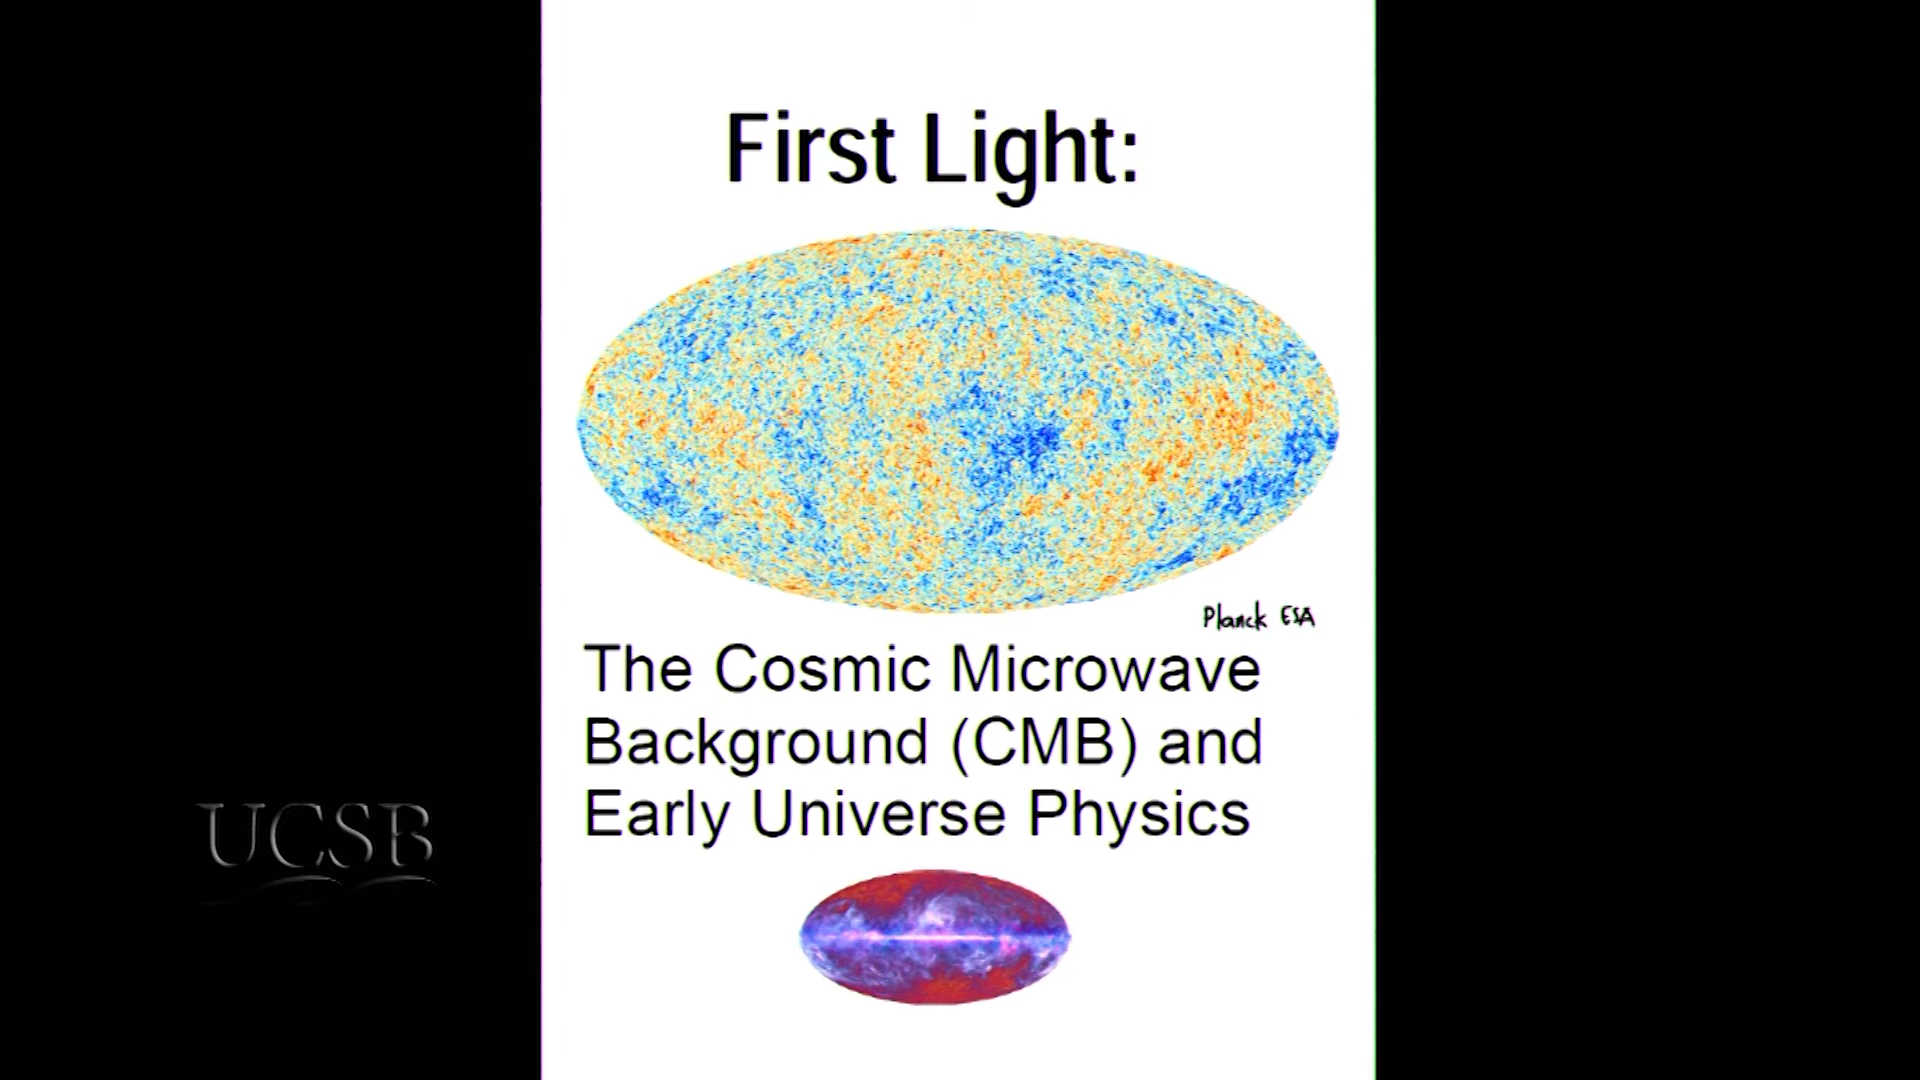 First Light:
Planck ESA
The Cosmic Microwave
Background (CMB) and
Early Universe Physics
UCSB